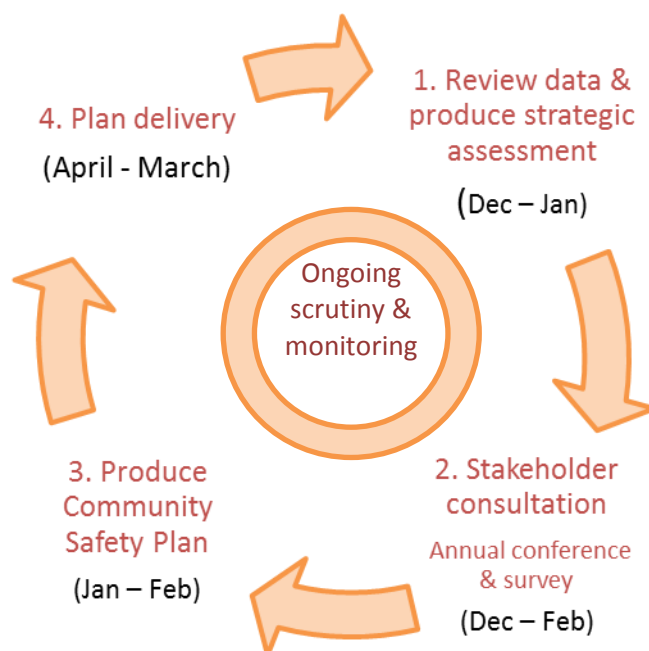 1. Review data &
produce strategic
assessment
(Dec – Jan)
2. Stakeholder
consultation
Annual conference
& survey
(Dec – Feb)
3. Produce
Community
Safety Plan
(Jan – Feb)
4. Plan delivery
(April - March)
Ongoing
scrutiny &
monitoring